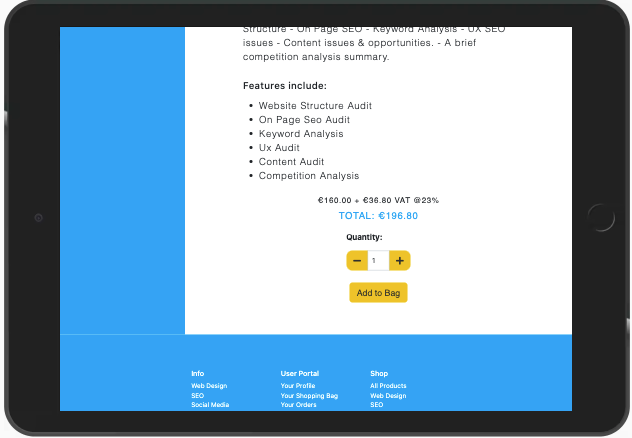 Structure - On Page SEO - Keyword Analysis - UX SEO
issues - Content issues & opportunities. - A brief
competition analysis summary.
Features include:
Website Structure Audit
On Page Seo Audit
Keyword Analysis
Ux Audit
Content Audit
Competition Analysis
€160.00 + €36.80 VAT @23%
TOTAL: €196.80
Quantity:
− 1 +
Add to Bag
Info User Portal Shop
Web Design Your Profile All Products
SEO Your Shopping Bag Web Design
Social Media Your Orders SEO